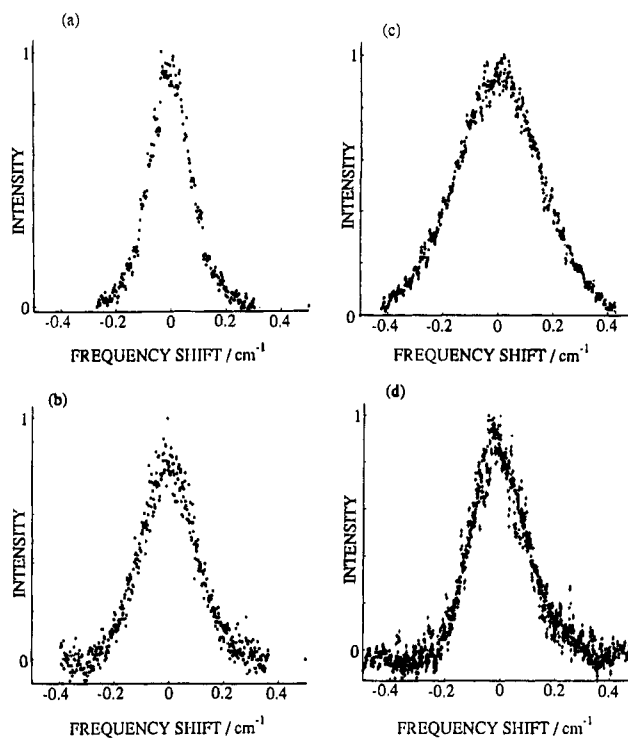 (a)
1
INTENSITY
0
-0.4 -0.2 0 0.2 0.4
FREQUENCY SHIFT / cm-1
(c)
1
INTENSITY
0
-0.4 -0.2 0 0.2 0.4
FREQUENCY SHIFT / cm-1
(b)
1
INTENSITY
0
-0.4 -0.2 0 0.2 0.4
FREQUENCY SHIFT / cm-1
(d)
1
INTENSITY
0
-0.4 -0.2 0 0.2 0.4
FREQUENCY SHIFT / cm-1